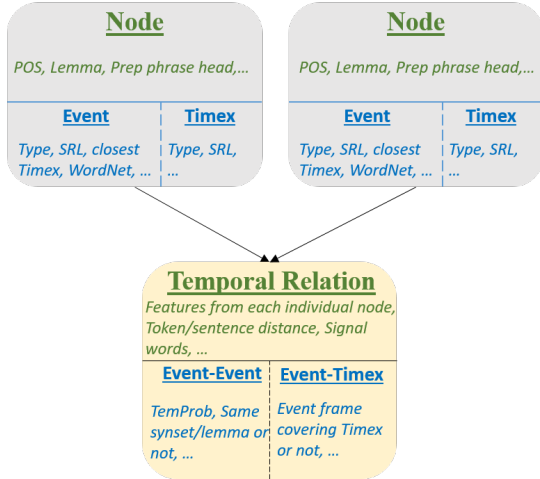 Node
POS, Lemma, Prep phrase head,…
Event
Type, SRL, closest
Timex, WordNet, …
Timex
Type, SRL,
…
Node
POS, Lemma, Prep phrase head,…
Event
Type, SRL, closest
Timex, WordNet, …
Timex
Type, SRL,
…
Temporal Relation
Features from each individual node,
Token/sentence distance, Signal
words, …
Event-Event
TemProb, Same
synset/lemma or
not, …
Event-Timex
Event frame
covering Timex
or not, …